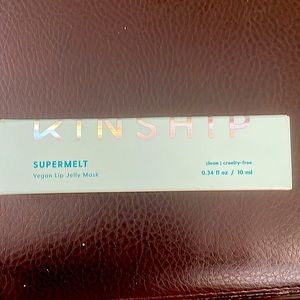 KINSHIP
SUPERMELT
Vegan Lip Jelly Mask
clean | cruelty-free
0.34 fl oz / 10 ml